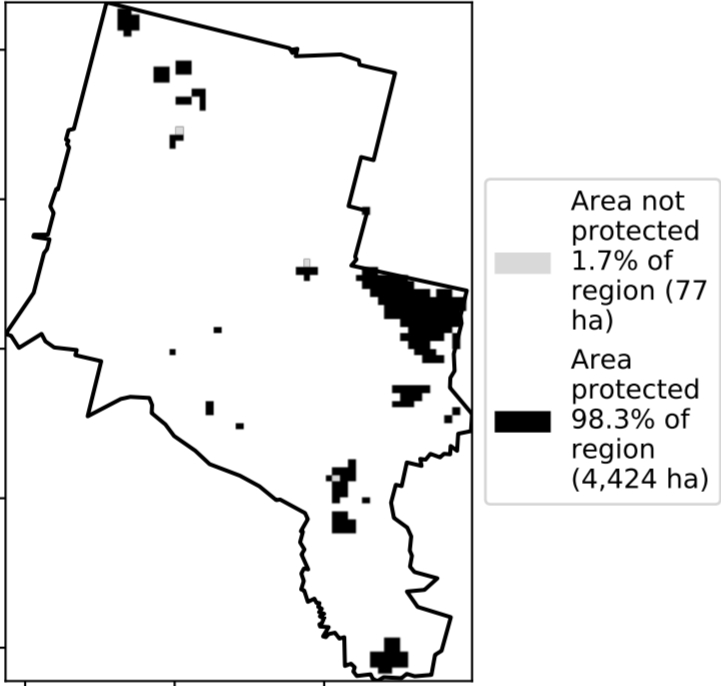 Area not
protected
1.7% of
region (77
ha)
Area
protected
98.3% of
region
(4,424 ha)